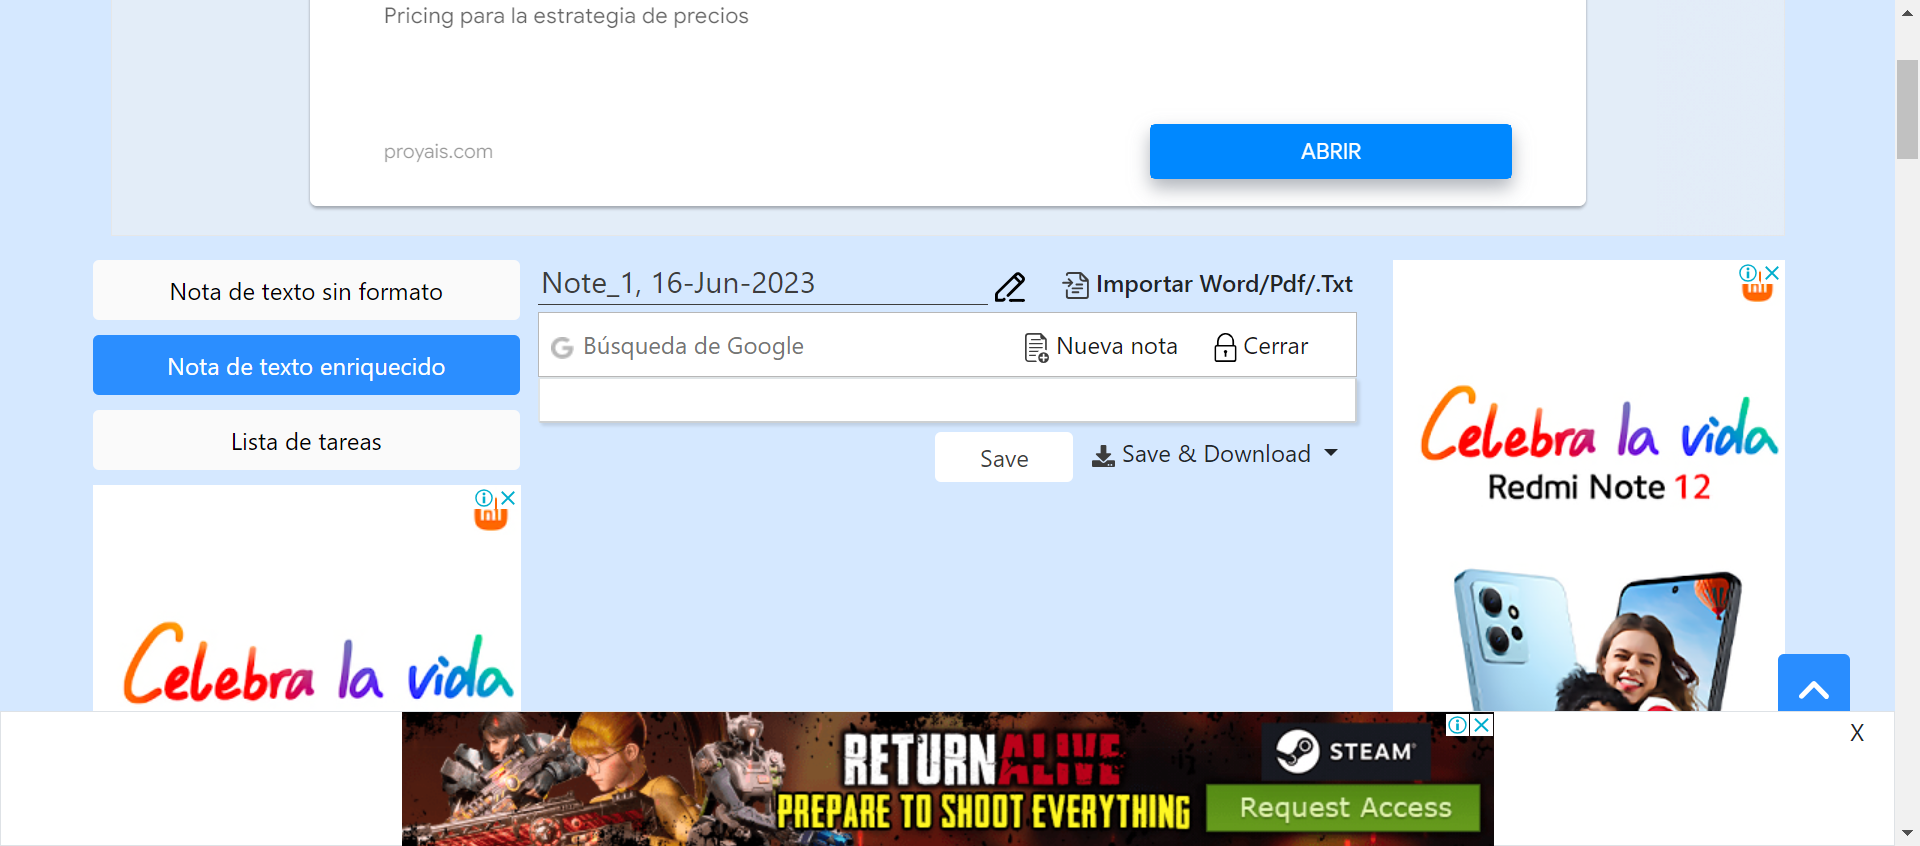 Pricing para la estrategia de precios
proyais.com
ABRIR
Nota de texto sin formato
Nota de texto enriquecido
Lista de tareas
Note_1, 16-Jun-2023
Importar Word/Pdf/.Txt
Búsqueda de Google
Nueva nota
Cerrar
Save
Save & Download
Celebra la vida
Redmi Note 12
Celebra la vida
RETURN ALIVE
PREPARE TO SHOOT EVERYTHING
STEAM
Request Access
X